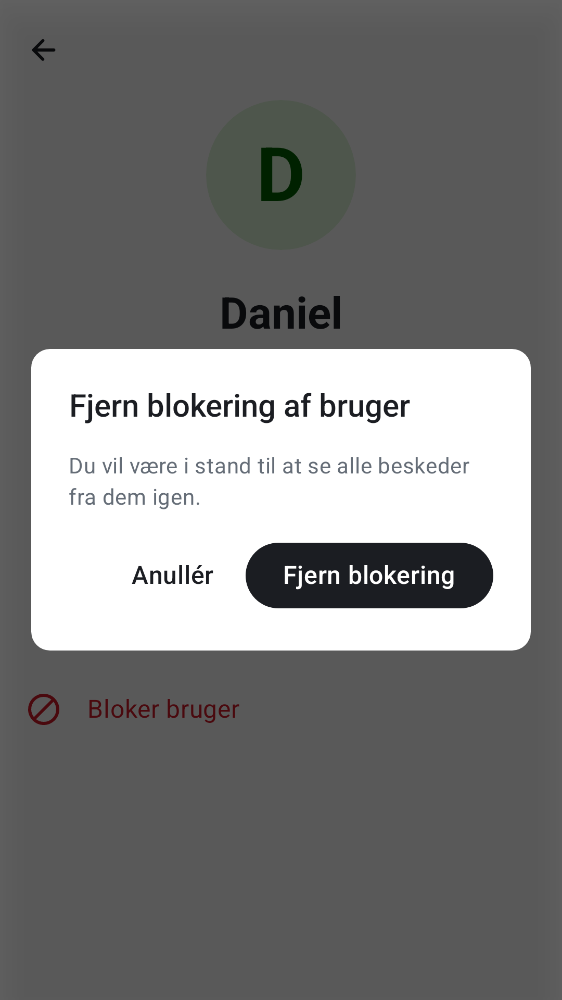 D
Daniel
Fjern blokering af bruger
Du vil være i stand til at se alle beskeder
fra dem igen.
Anullér
Fjern blokering
Bloker bruger